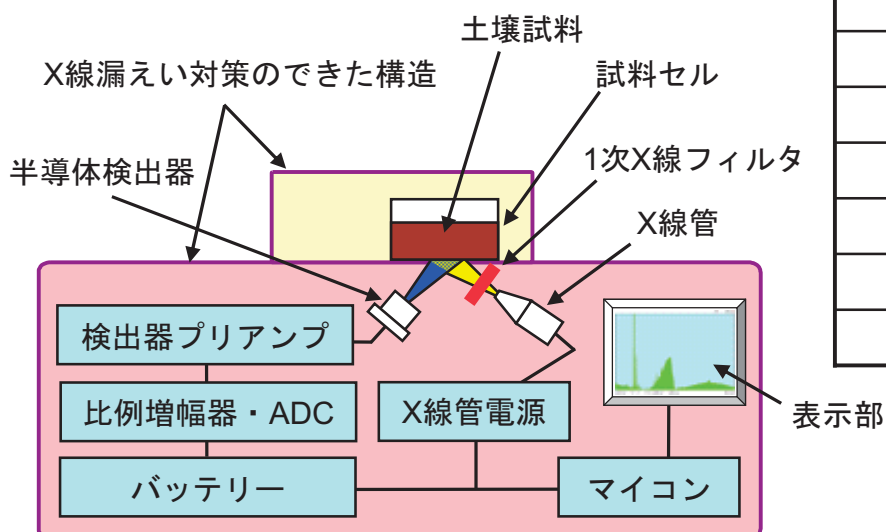 土壌試料
X線漏えい対策のできた構造
試料セル
半導体検出器
1次X線フィルタ
X線管
検出器プリアンプ
比例増幅器・ADC
X線管電源
表示部
バッテリー
マイコン